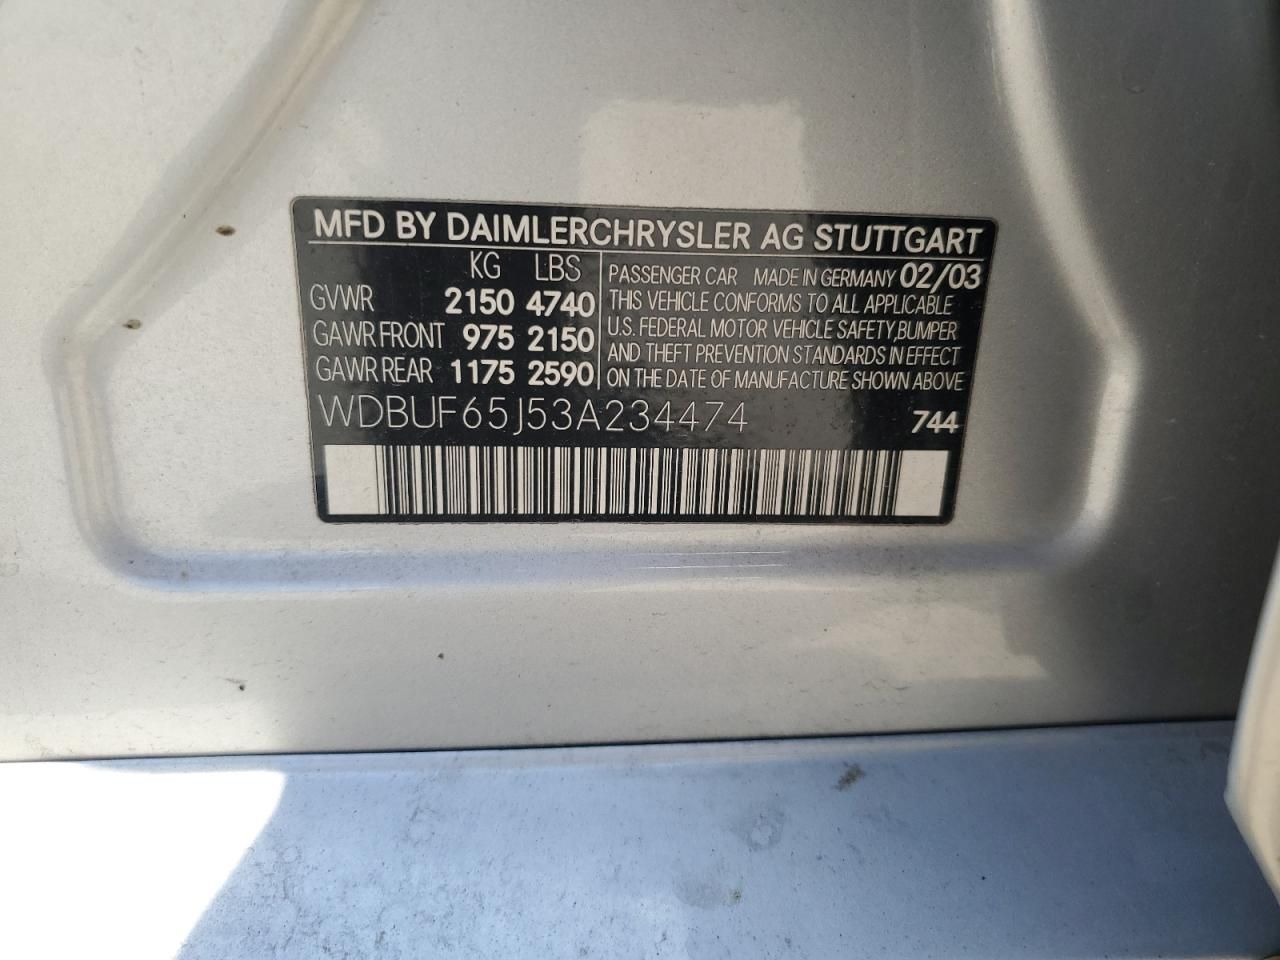 MFD BY DAIMLERCHRYSLER AG STUTTGART
KG LBS
GVWR 2150 4740
GAWR FRONT 975 2150
GAWR REAR 1175 2590
PASSENGER CAR MADE IN GERMANY 02/03
THIS VEHICLE CONFORMS TO ALL APPLICABLE
U.S. FEDERAL MOTOR VEHICLE SAFETY, BUMPER
AND THEFT PREVENTION STANDARDS IN EFFECT
ON THE DATE OF MANUFACTURE SHOWN ABOVE
WDBUF65J53A234474 744